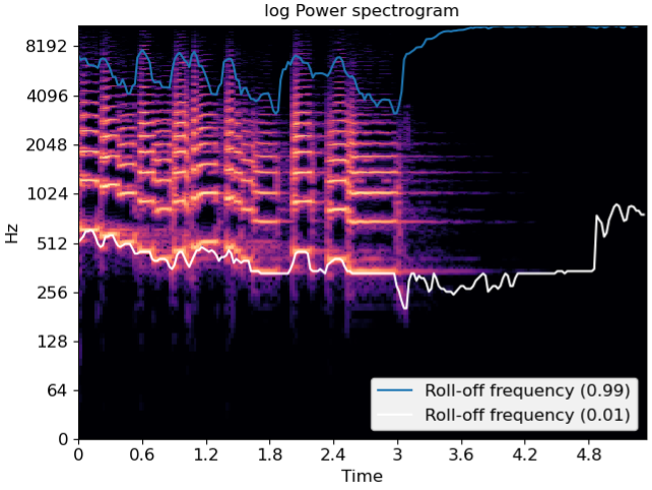 log Power spectrogram
8192
4096
2048
1024
512
256
128
64
0
Hz
0 0.6 1.2 1.8 2.4 3 3.6 4.2 4.8
Time
Roll-off frequency (0.99)
Roll-off frequency (0.01)